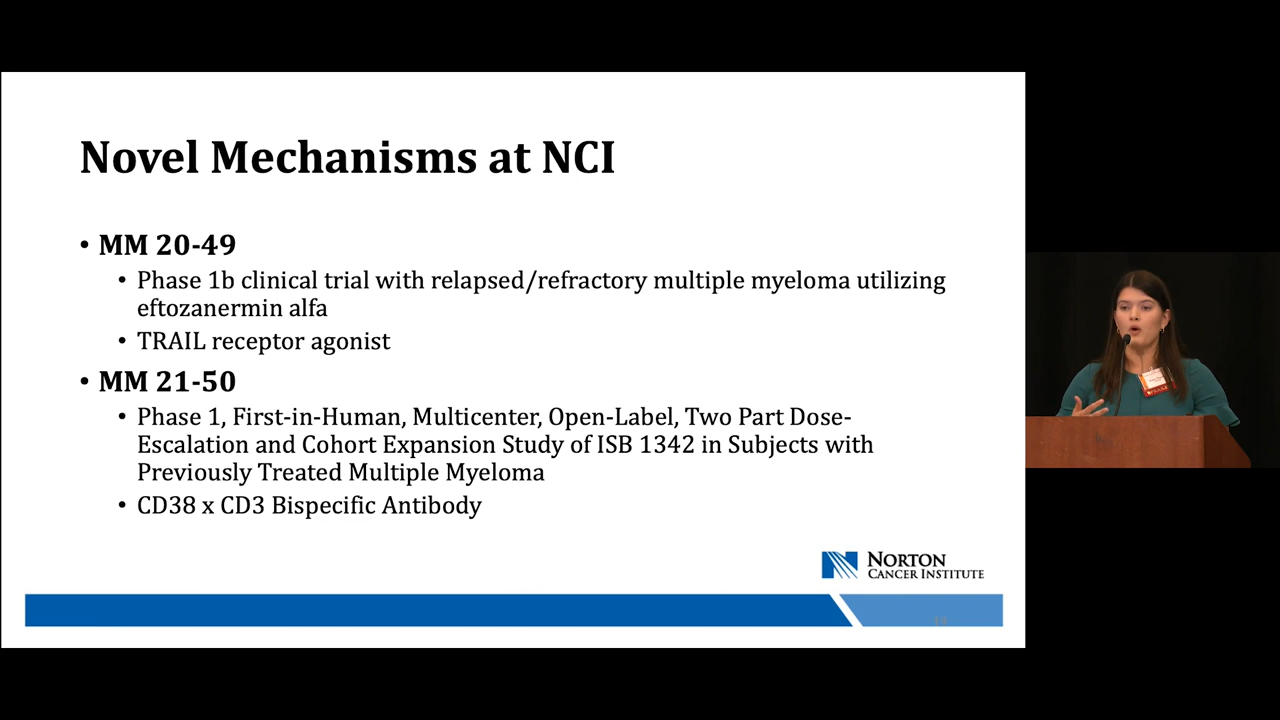 Novel Mechanisms at NCI
• MM 20-49
• Phase 1b clinical trial with relapsed/refractory multiple myeloma utilizing
eftozanermin alfa
• TRAIL receptor agonist
• MM 21-50
• Phase 1, First-in-Human, Multicenter, Open-Label, Two Part Dose-
Escalation and Cohort Expansion Study of ISB 1342 in Subjects with
Previously Treated Multiple Myeloma
• CD38 x CD3 Bispecific Antibody
NORTON
CANCER INSTITUTE